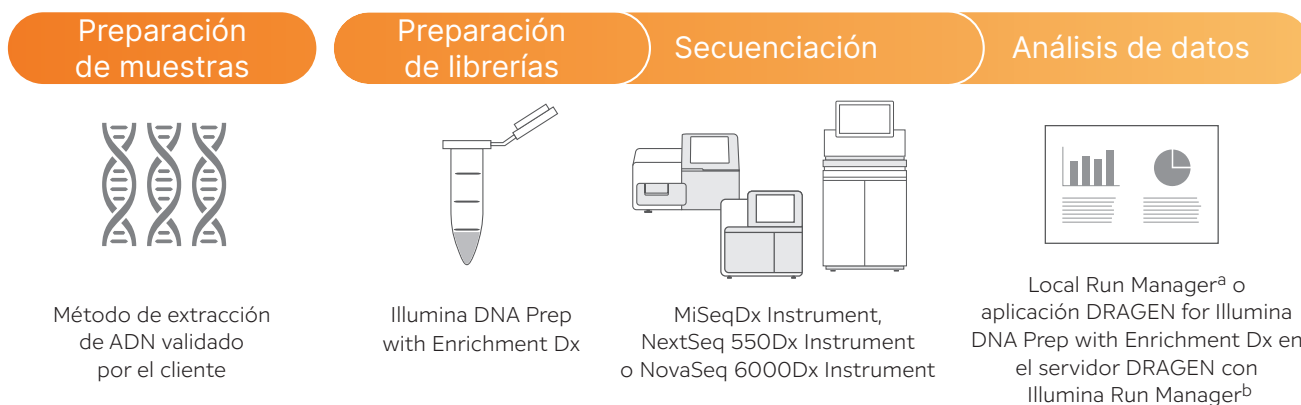 Preparación
de muestras
Preparación
de librerías
Secuenciación
Análisis de datos
Método de extracción
de ADN validado
por el cliente
Illumina DNA Prep
with Enrichment Dx
MiSeqDx Instrument,
NextSeq 550Dx Instrument
o NovaSeq 6000Dx Instrument
Local Run Managerᵃ o
aplicación DRAGEN for Illumina
DNA Prep with Enrichment Dx en
el servidor DRAGEN con
Illumina Run Managerᵇ